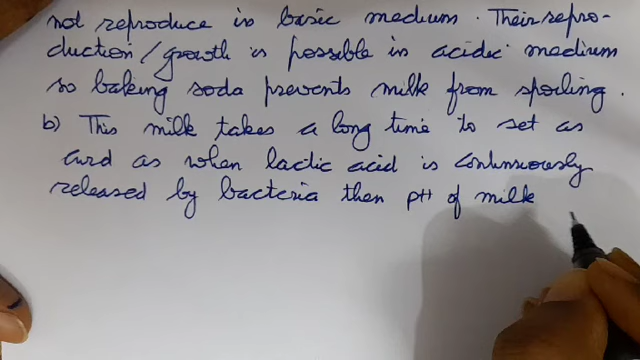 not reproduce in basic medium. Their repro-
duction/growth is possible in acidic medium
so baking soda prevents milk from spoiling.
b) This milk takes a long time to set as
curd as when lactic acid is continuously
released by bacteria then pH of milk